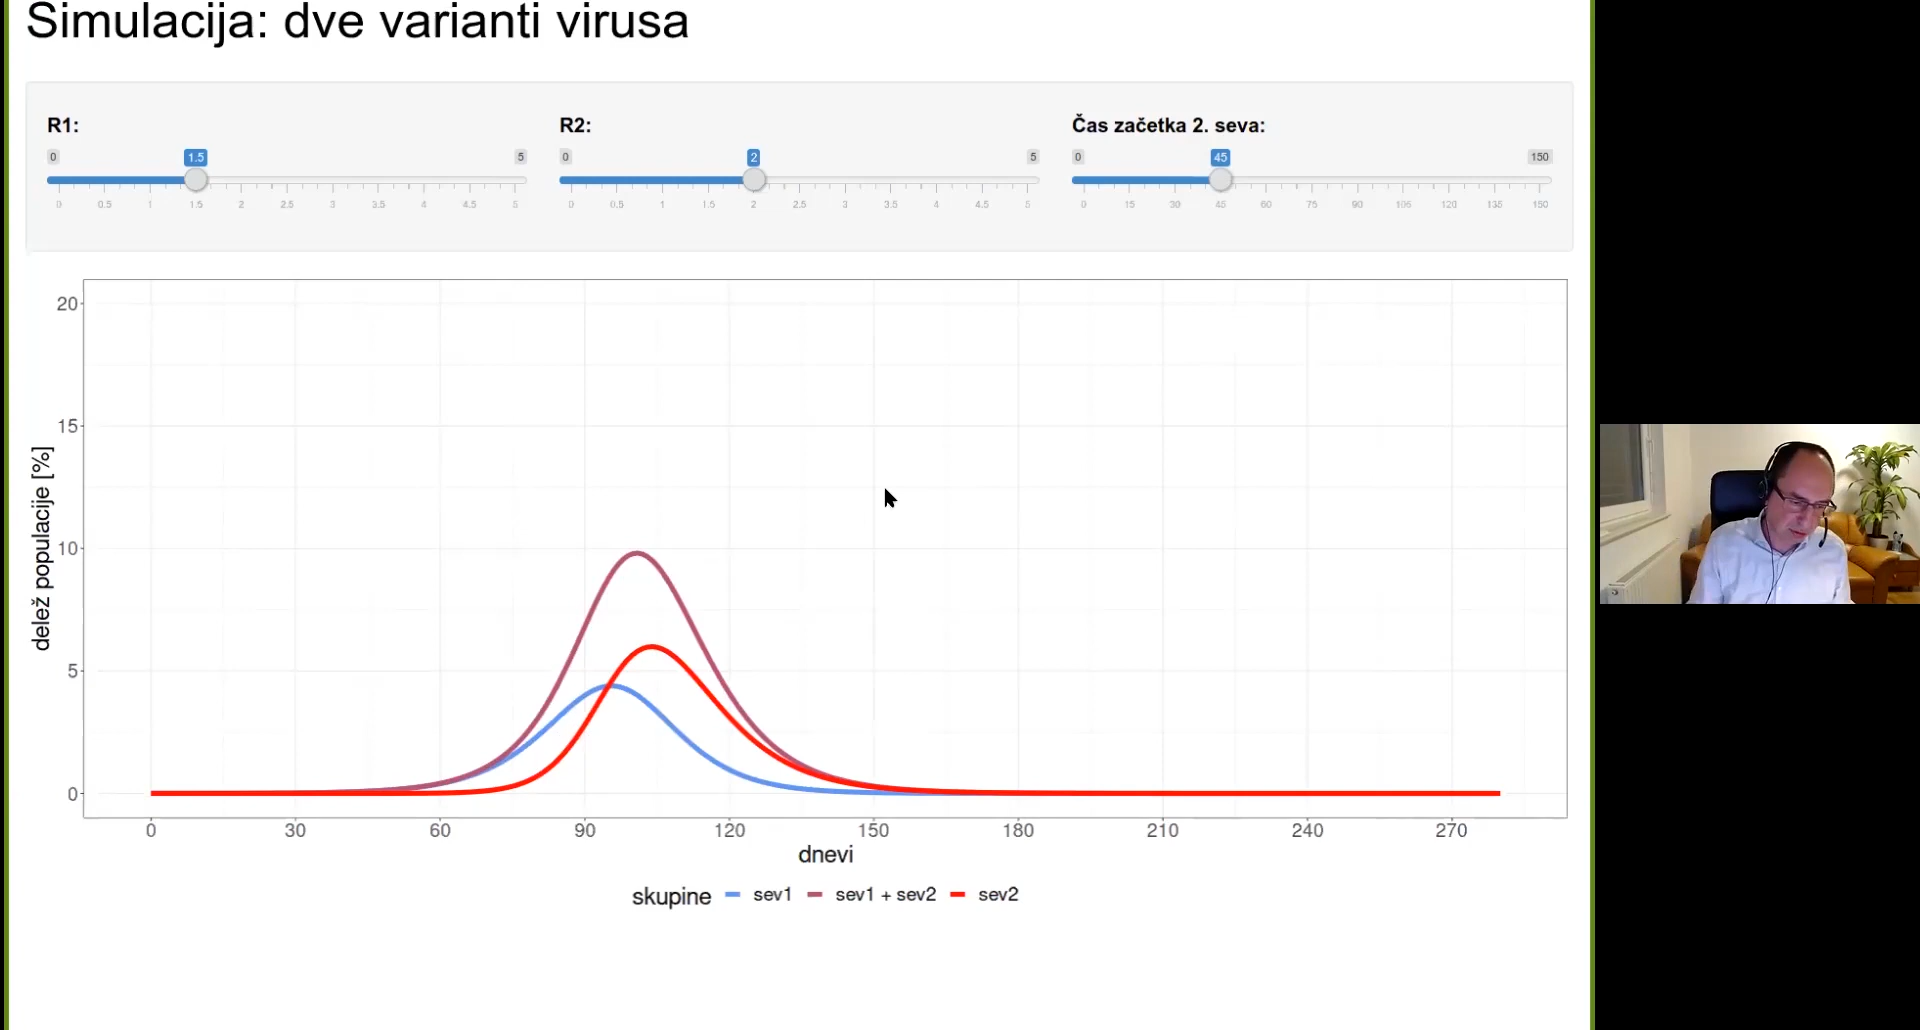 Simulacija: dve varianti virusa
R1:
0 1.5 5
0 0.5 1 1.5 2 2.5 3 3.5 4 4.5 5
R2:
0 2 5
0 0.5 1 1.5 2 2.5 3 3.5 4 4.5 5
Čas začetka 2. seva:
0 45 150
0 15 30 45 60 75 90 105 120 135 150
delež populacije [%]
20
15
10
5
0
0 30 60 90 120 150 180 210 240 270
dnevi
skupine sev1 sev1 + sev2 sev2